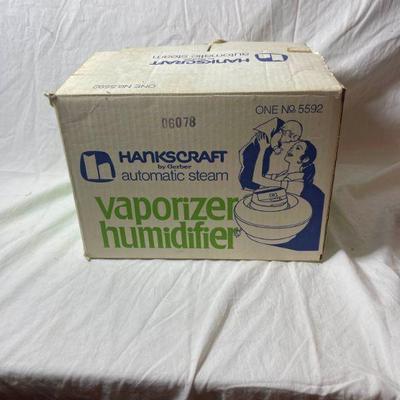 HANKSCRAFT
automatic steam
ONE NO. 5592
06078
ONE NO. 5592
HANKSCRAFT
by Gerber
automatic steam
vaporizer
humidifier